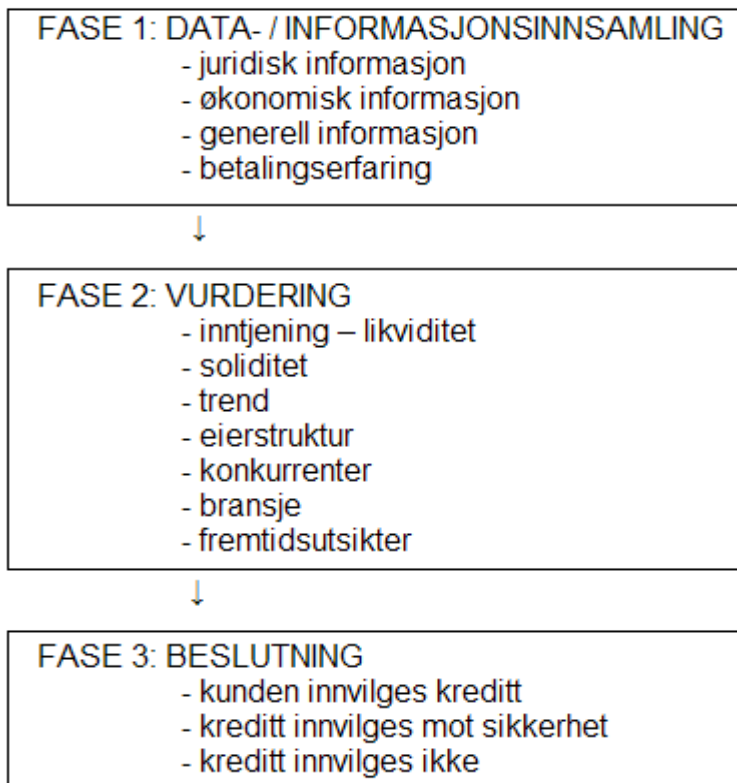 FASE 1: DATA- / INFORMASJONSINNSAMLING
- juridisk informasjon
- økonomisk informasjon
- generell informasjon
- betalingserfaring
↓
FASE 2: VURDERING
- inntjening – likviditet
- soliditet
- trend
- eierstruktur
- konkurrenter
- bransje
- fremtidsutsikter
↓
FASE 3: BESLUTNING
- kunden innvilges kreditt
- kreditt innvilges mot sikkerhet
- kreditt innvilges ikke